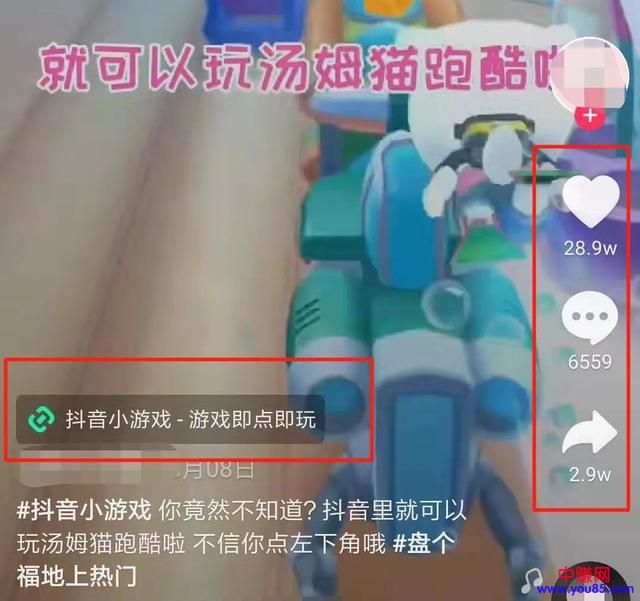 就可以玩汤姆猫跑酷啦
28.9w
6559
2.9w
抖音小游戏 - 游戏即点即玩
月08日
#抖音小游戏 你竟然不知道? 抖音里就可以
玩汤姆猫跑酷啦 不信你点左下角哦 #盘个
福地上热门
中赚网
www.you85.com